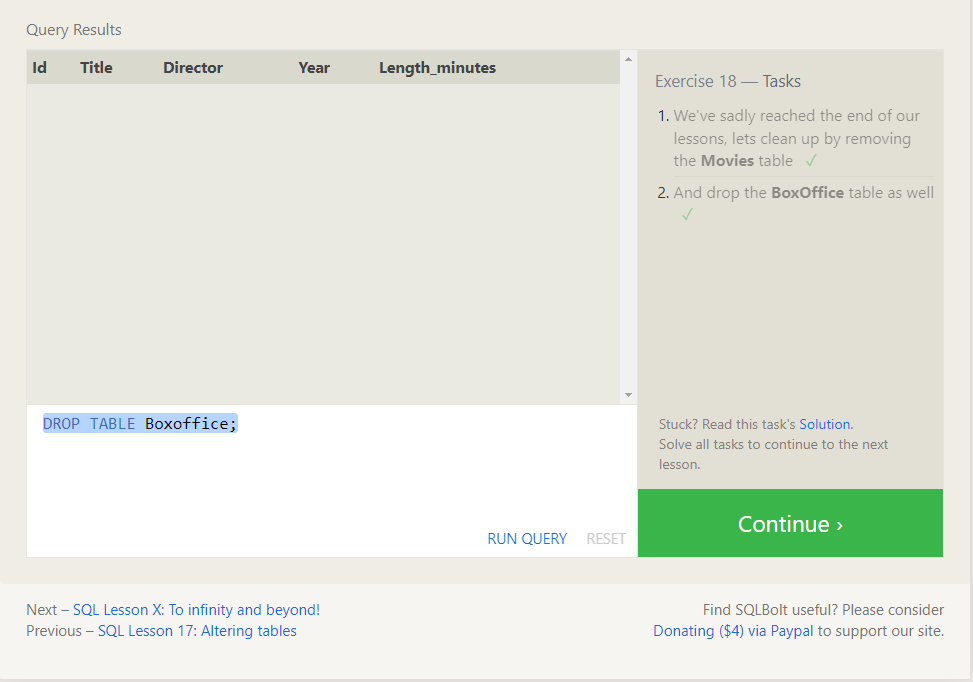 Query Results
Id Title Director Year Length_minutes
Exercise 18 — Tasks
1. We've sadly reached the end of our
lessons, lets clean up by removing
the Movies table ✓
2. And drop the BoxOffice table as well
✓
DROP TABLE Boxoffice;
Stuck? Read this task's Solution.
Solve all tasks to continue to the next
lesson.
RUN QUERY RESET
Continue ›
Next – SQL Lesson X: To infinity and beyond!
Previous – SQL Lesson 17: Altering tables
Find SQLBolt useful? Please consider
Donating ($4) via Paypal to support our site.